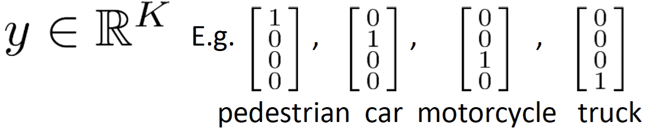 y ∈ ℝ^K E.g. [1 0 0 0], [0 1 0 0], [0 0 1 0], [0 0 0 1]
pedestrian car motorcycle truck